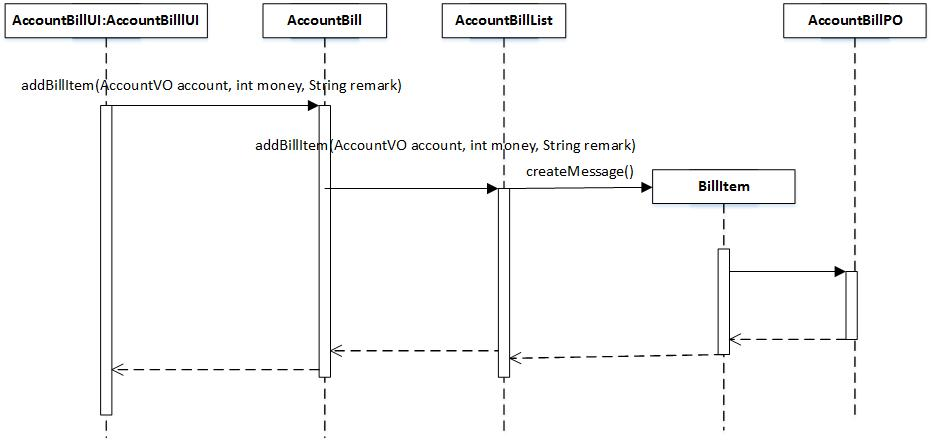 AccountBillUI:AccountBilllUI
AccountBill
AccountBillList
AccountBillPO
addBillItem(AccountVO account, int money, String remark)
addBillItem(AccountVO account, int money, String remark)
createMessage()
BillItem